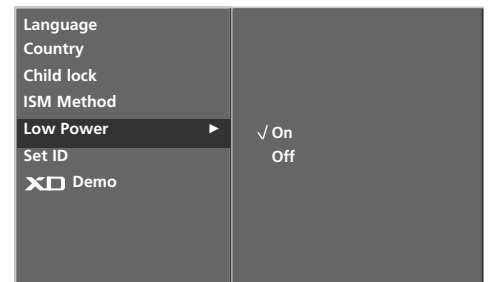 Language
Country
Child lock
ISM Method
Low Power ►
√ On
Set ID
Off
XD Demo